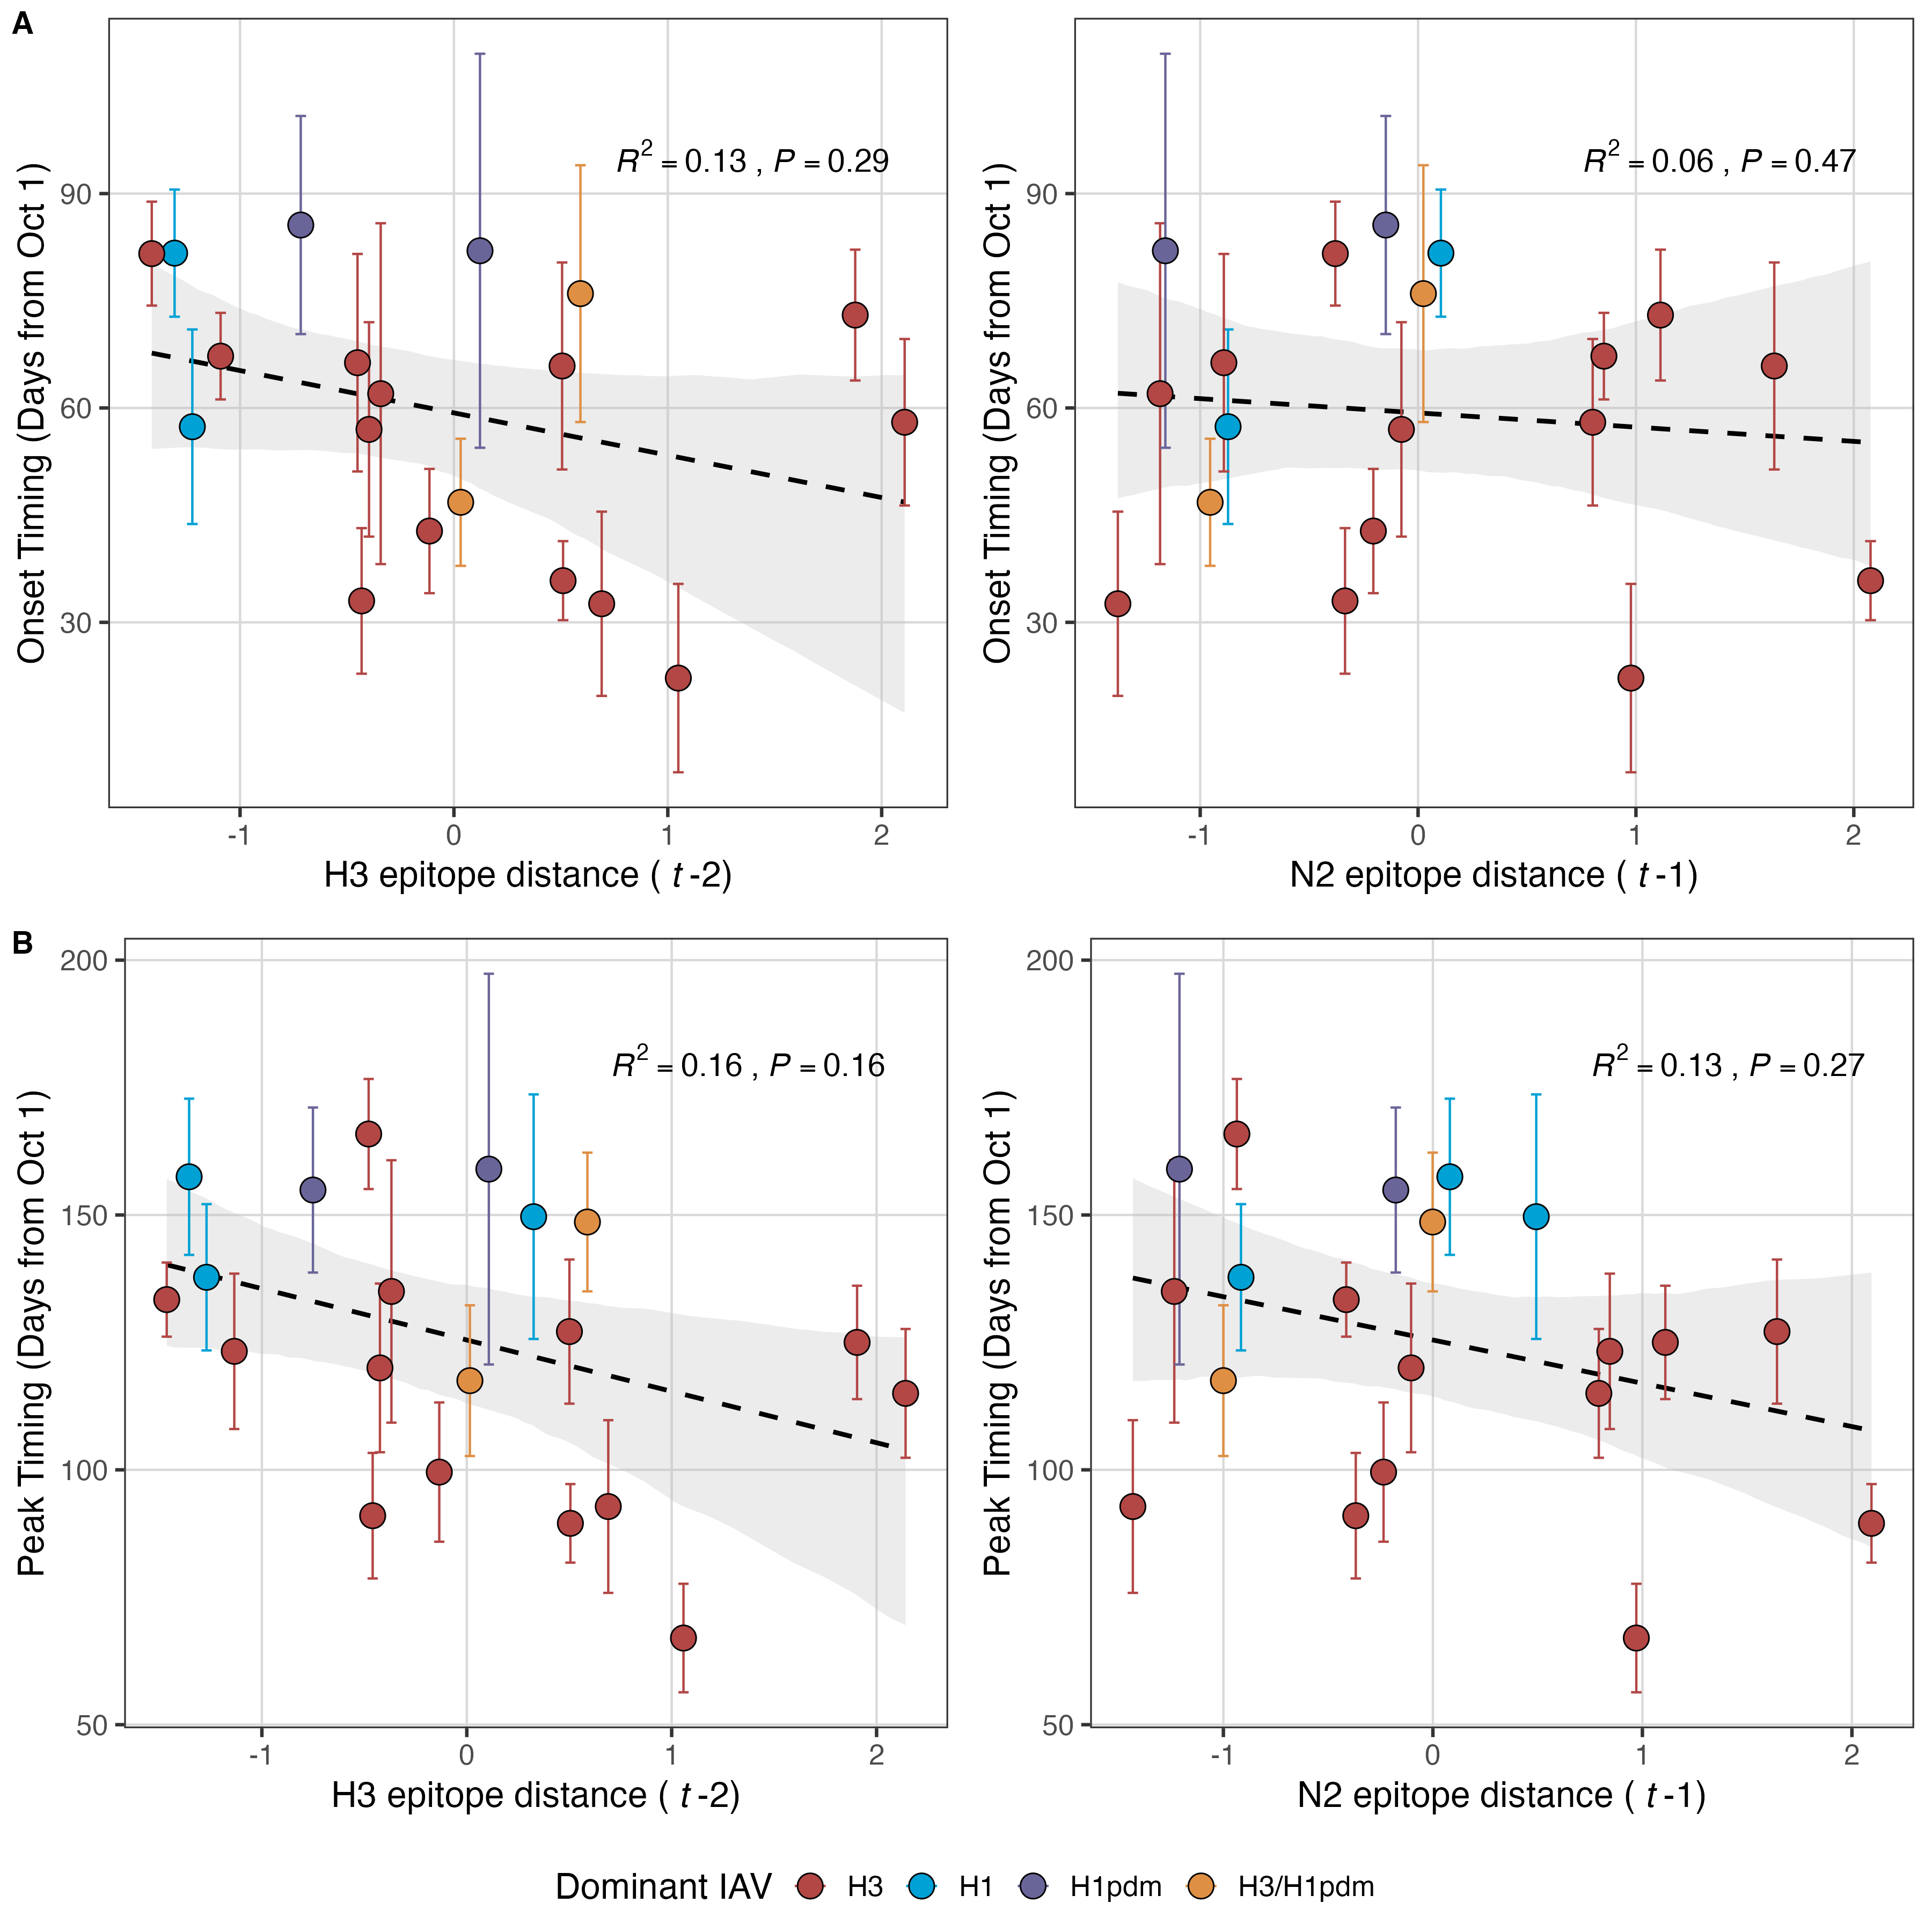 A
R² = 0.13 , P = 0.29
90
60
30
Onset Timing (Days from Oct 1)
-1 0 1 2
H3 epitope distance ( t -2)
R² = 0.06 , P = 0.47
90
60
30
Onset Timing (Days from Oct 1)
-1 0 1 2
N2 epitope distance ( t -1)
B
R² = 0.16 , P = 0.16
200
150
100
50
Peak Timing (Days from Oct 1)
-1 0 1 2
H3 epitope distance ( t -2)
R² = 0.13 , P = 0.27
200
150
100
50
Peak Timing (Days from Oct 1)
-1 0 1 2
N2 epitope distance ( t -1)
Dominant IAV H3 H1 H1pdm H3/H1pdm